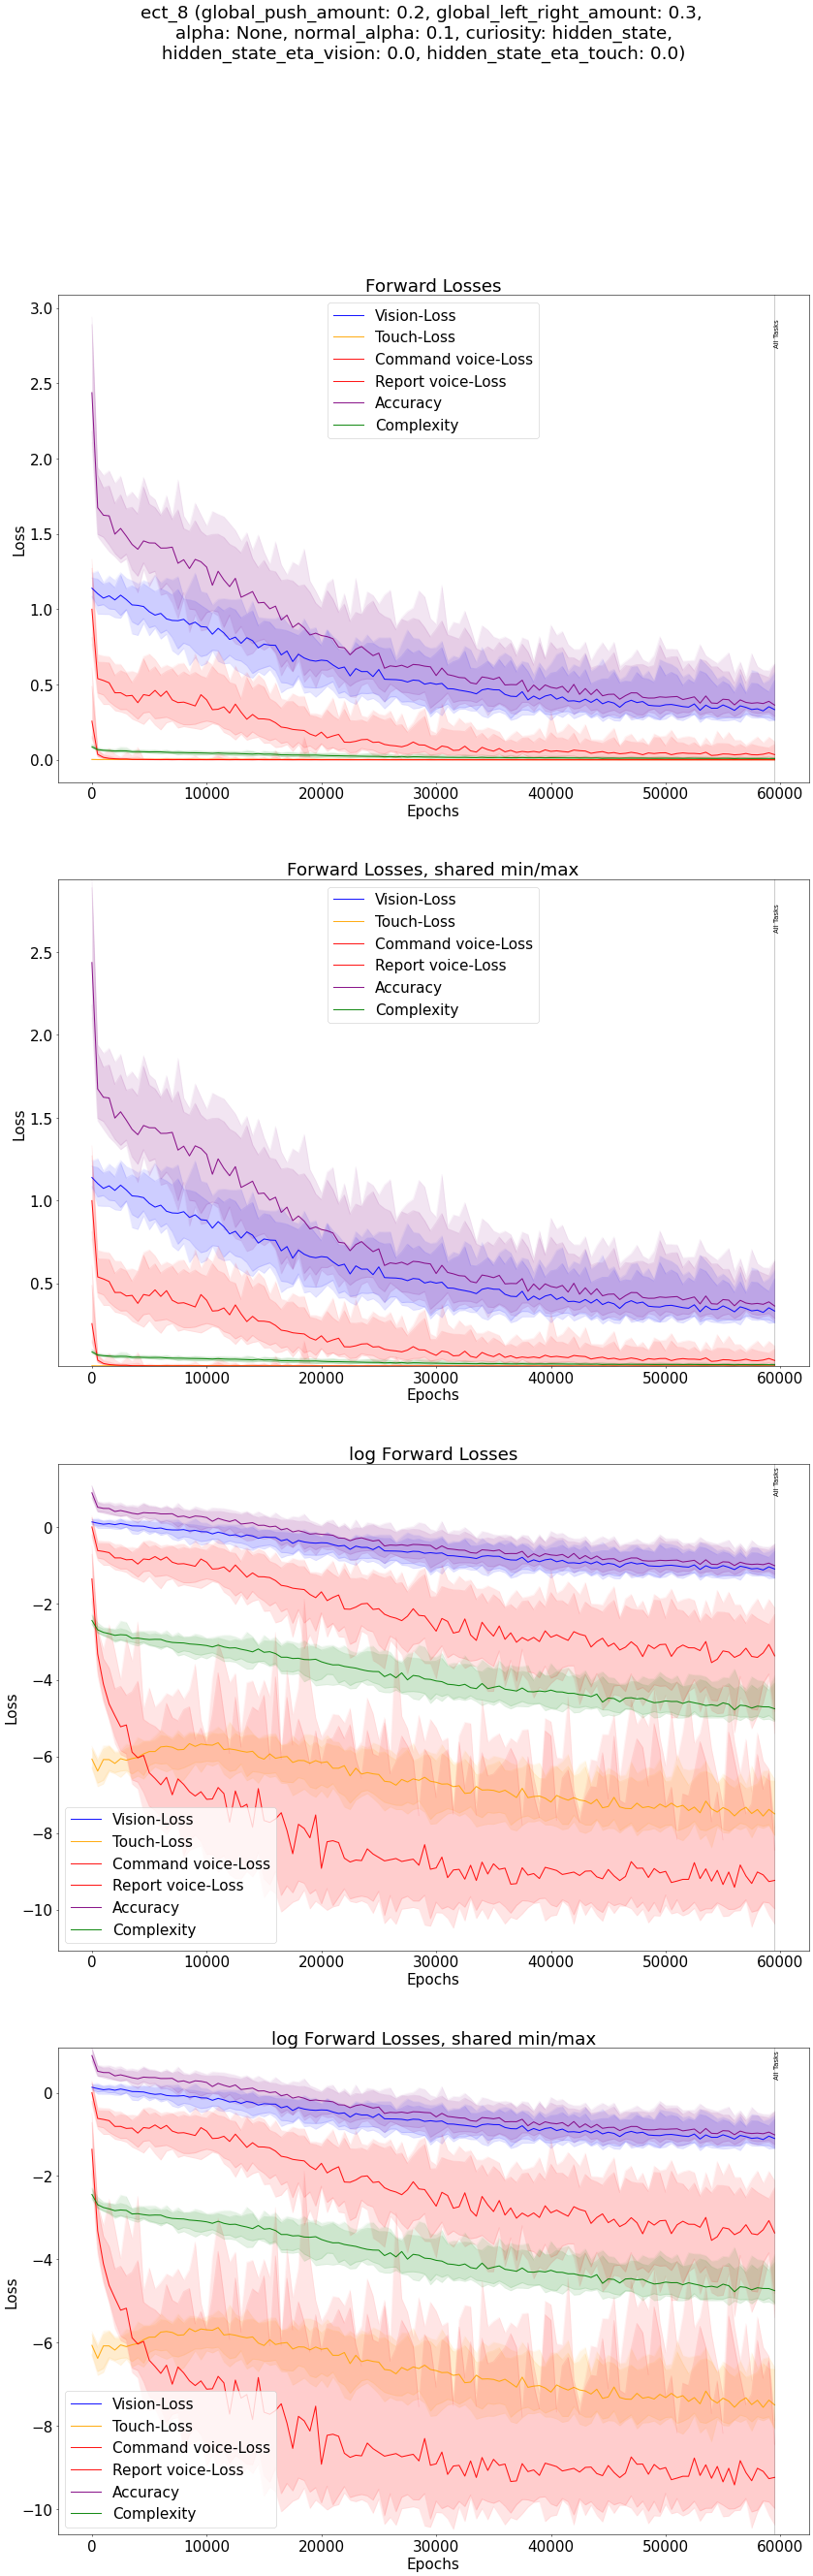 ect_8 (global_push_amount: 0.2, global_left_right_amount: 0.3,
alpha: None, normal_alpha: 0.1, curiosity: hidden_state,
hidden_state_eta_vision: 0.0, hidden_state_eta_touch: 0.0)
Forward Losses
3.0
2.5
2.0
1.5
1.0
0.5
0.0
Loss
Vision-Loss
Touch-Loss
Command voice-Loss
Report voice-Loss
Accuracy
Complexity
All Tasks
0 10000 20000 30000 40000 50000 60000
Epochs
Forward Losses, shared min/max
2.5
2.0
1.5
1.0
0.5
Loss
Vision-Loss
Touch-Loss
Command voice-Loss
Report voice-Loss
Accuracy
Complexity
All Tasks
0 10000 20000 30000 40000 50000 60000
Epochs
log Forward Losses
0
−2
−4
−6
−8
−10
Loss
Vision-Loss
Touch-Loss
Command voice-Loss
Report voice-Loss
Accuracy
Complexity
All Tasks
0 10000 20000 30000 40000 50000 60000
Epochs
log Forward Losses, shared min/max
0
−2
−4
−6
−8
−10
Loss
Vision-Loss
Touch-Loss
Command voice-Loss
Report voice-Loss
Accuracy
Complexity
All Tasks
0 10000 20000 30000 40000 50000 60000
Epochs